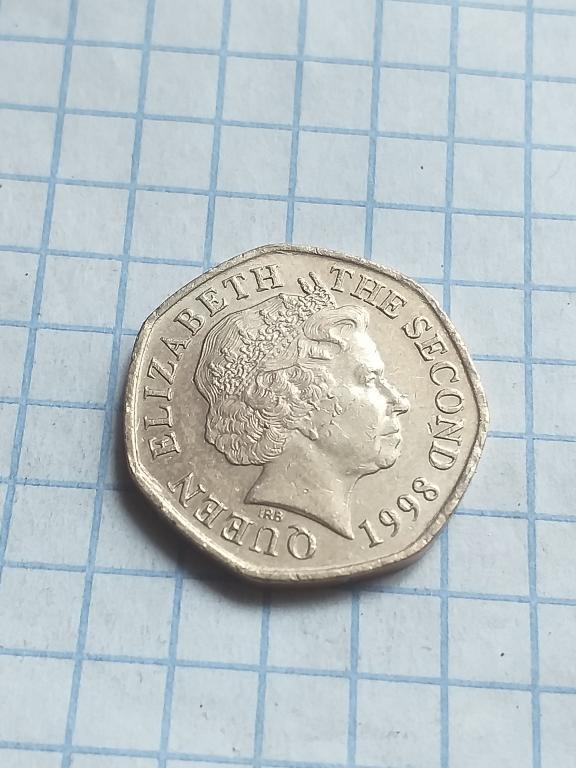 QUEEN ELIZABETH THE SECOND 1998
IRB